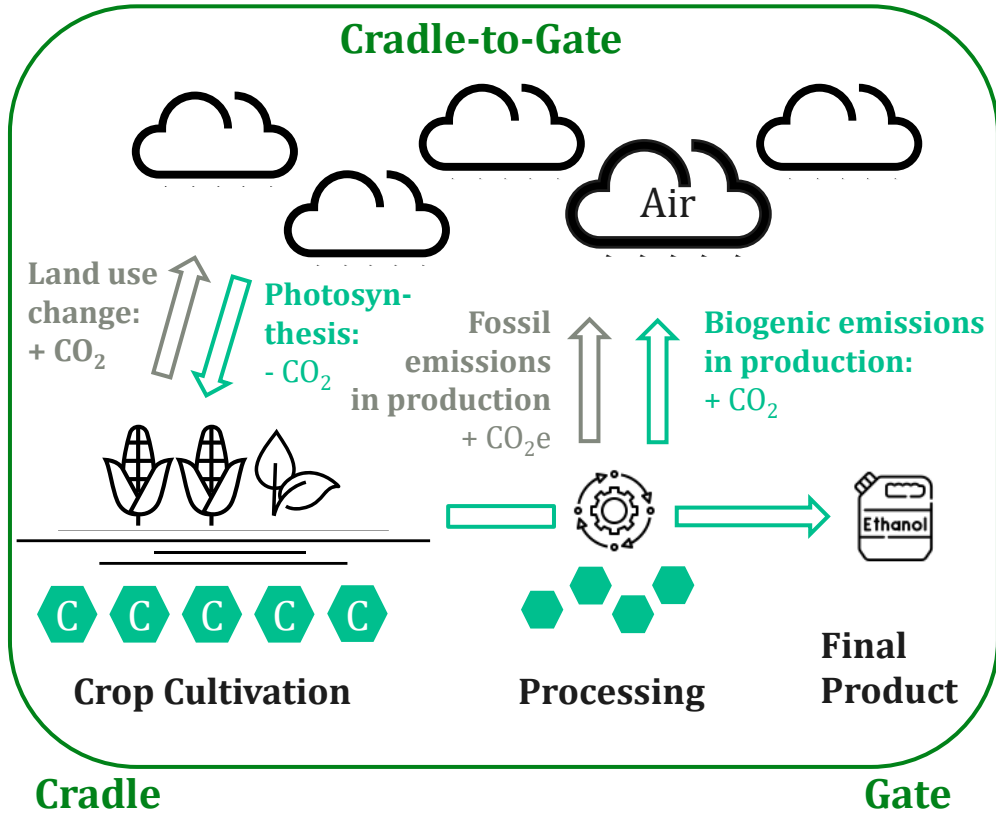 Cradle-to-Gate
Air
Land use
change:
+ CO₂
Photosyn-
thesis:
- CO₂
Fossil
emissions
in production
+ CO₂e
Biogenic emissions
in production:
+ CO₂
Ethanol
C C C C C
Crop Cultivation
Processing
Final
Product
Cradle
Gate